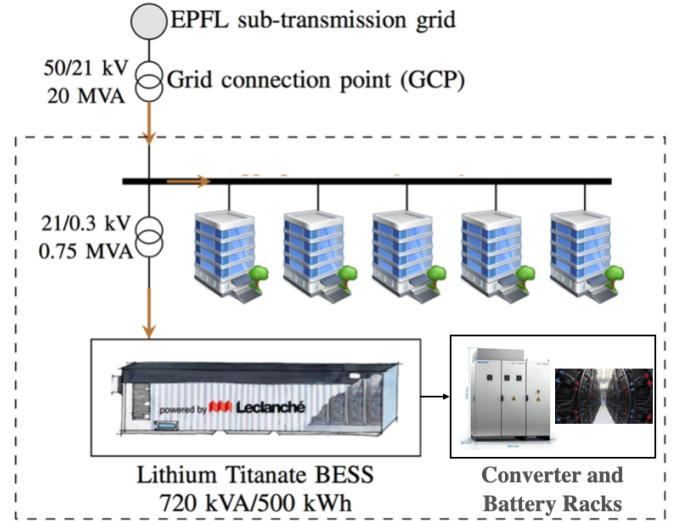 EPFL sub-transmission grid
50/21 kV
20 MVA
Grid connection point (GCP)
21/0.3 kV
0.75 MVA
powered by Leclanché
Lithium Titanate BESS
720 kVA/500 kWh
Converter and
Battery Racks